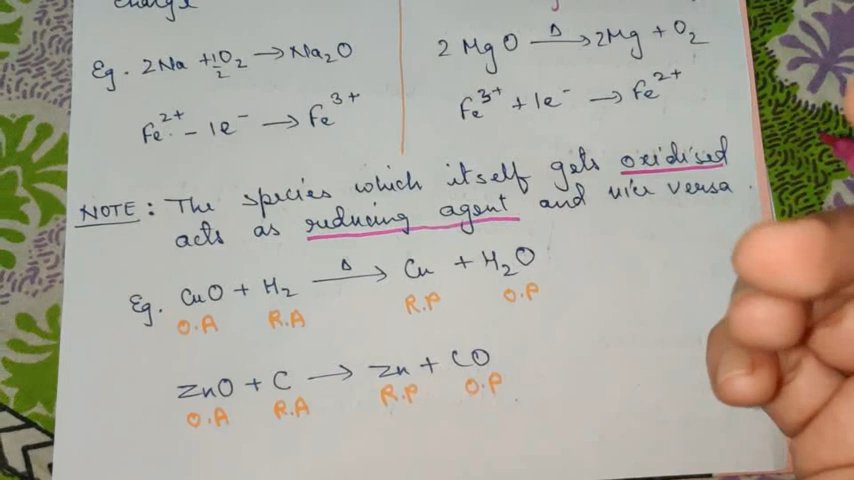 charge
Eg. 2Na + 1/2 O2 → Na2O
Fe2+ - 1e- → Fe3+
2 MgO Δ→ 2Mg + O2
Fe3+ + 1e- → Fe2+
NOTE : The species which itself gets oxidised
acts as reducing agent and vice versa.
Eg. CuO + H2 Δ→ Cu + H2O
O.A R.A R.P O.P
ZnO + C → Zn + CO
O.A R.A R.P O.P